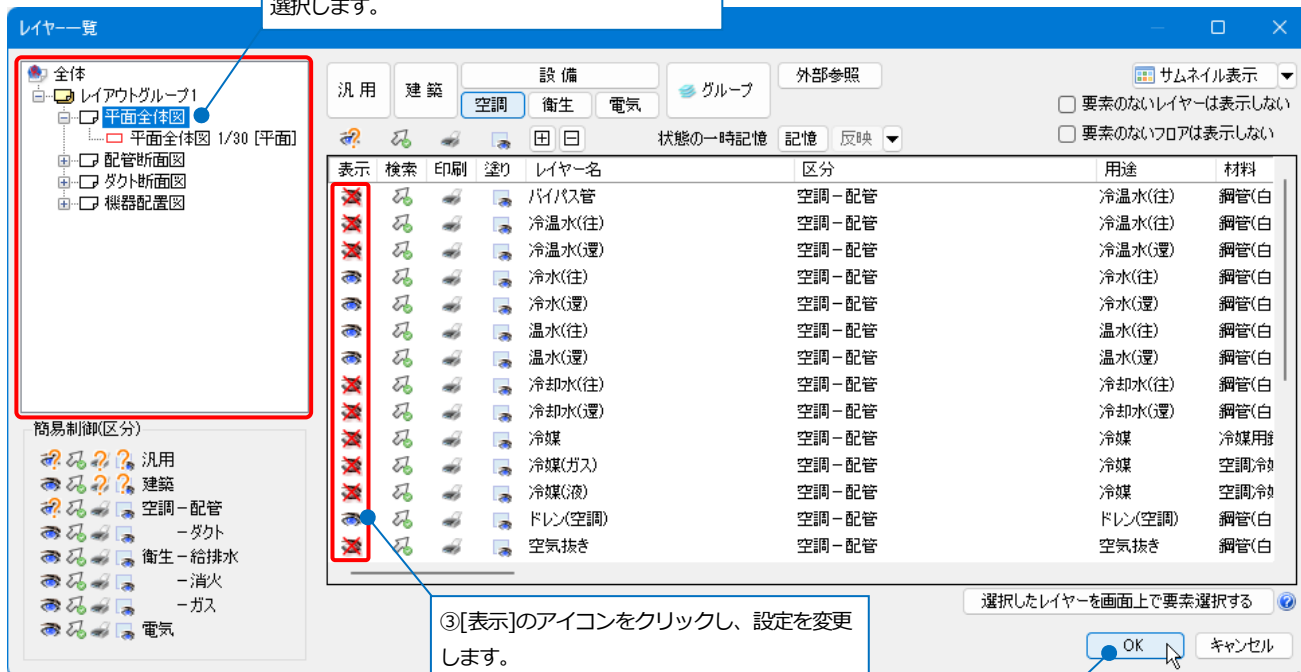 選択します。
レイヤー一覧
全体
レイアウトグループ1
平面全体図
平面全体図 1/30 [平面]
配管断面図
ダクト断面図
機器配置図
汎用 建築 設備 グループ 外部参照 サムネイル表示
空調 衛生 電気
要素のないレイヤーは表示しない
状態の一時記憶 記憶 反映 要素のないフロアは表示しない
表示 検索 印刷 塗り レイヤー名 区分 用途 材料
バイパス管 空調-配管 冷温水(往) 鋼管(白
冷温水(往) 空調-配管 冷温水(往) 鋼管(白
冷温水(還) 空調-配管 冷温水(還) 鋼管(白
冷水(往) 空調-配管 冷水(往) 鋼管(白
冷水(還) 空調-配管 冷水(還) 鋼管(白
温水(往) 空調-配管 温水(往) 鋼管(白
温水(還) 空調-配管 温水(還) 鋼管(白
冷却水(往) 空調-配管 冷却水(往) 鋼管(白
冷却水(還) 空調-配管 冷却水(還) 鋼管(白
冷媒 空調-配管 冷媒 冷媒用
冷媒(ガス) 空調-配管 冷媒 空調冷
冷媒(液) 空調-配管 冷媒 空調冷
ドレン(空調) 空調-配管 ドレン(空調) 鋼管(白
空気抜き 空調-配管 空気抜き 鋼管(白
簡易制御(区分)
汎用
建築
空調-配管
-ダクト
衛生-給排水
-消火
-ガス
電気
選択したレイヤーを画面上で要素選択する
③[表示]のアイコンをクリックし、設定を変更
します。
OK キャンセル